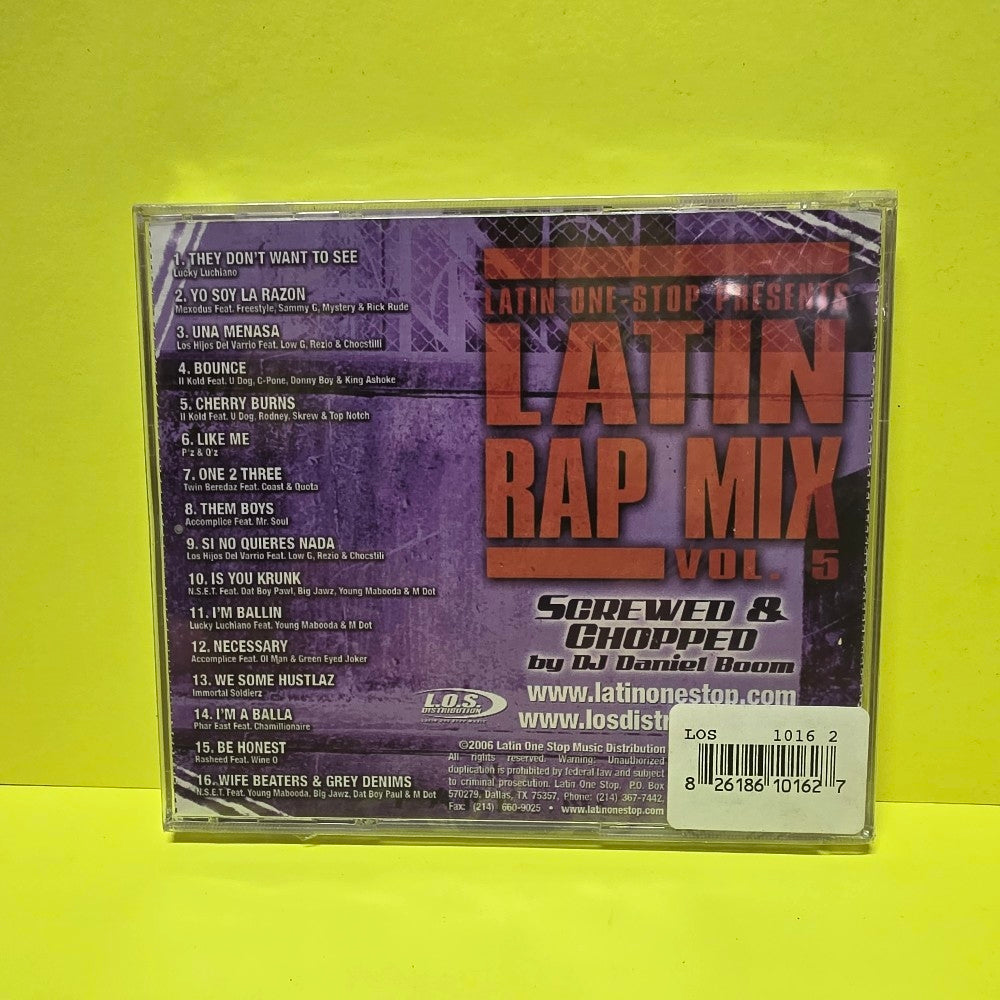 1. THEY DON'T WANT TO SEE
Lucky Luchiano
2. YO SOY LA RAZON
Mexodus Feat. Freestyle, Sammy G, Mystery & Rick Rude
3. UNA MENASA
Los Hijos Del Varrio Feat. Low G, Rezio & Chocstilli
4. BOUNCE
II Kold Feat. U Dog, C-Pone, Donny Boy & King Ashoke
5. CHERRY BURNS
II Kold Feat. U Dog, Rodney, Skrew & Top Notch
6. LIKE ME
P'z & Q'z
7. ONE 2 THREE
Twin Beredaz Feat. Coast & Quota
8. THEM BOYS
Accomplice Feat. Mr. Soul
9. SI NO QUIERES NADA
Los Hijos Del Varrio Feat. Low G, Rezio & Chocstili
10. IS YOU KRUNK
N.S.E.T. Feat. Dat Boy Pawl, Big Jawz, Young Mabooda & M Dot
11. I'M BALLIN
Lucky Luchiano Feat. Young Mabooda & M Dot
12. NECESSARY
Accomplice Feat. Ol Man & Green Eyed Joker
13. WE SOME HUSTLAZ
Immortal Soldierz
14. I'M A BALLA
Phar East Feat. Chamillionaire
15. BE HONEST
Rasheed Feat. Wine O
16. WIFE BEATERS & GREY DENIMS
N.S.E.T. Feat. Young Mabooda, Big Jawz, Dat Boy Paul & M Dot
LATIN ONE-STOP PRESENTS
LATIN
RAP MIX
VOL. 5
SCREWED &
CHOPPED
by DJ Daniel Boom
L.O.S.
DISTRIBUTION
www.latinonestop.com
www.losdistr
©2006 Latin One Stop Music Distribution
All rights reserved. Warning: Unauthorized
duplication is prohibited by federal law and subject
to criminal prosecution. Latin One Stop, P.O. Box
570279, Dallas, TX 75357, Phone: (214) 367-7442,
Fax: (214) 660-9025 • www.latinonestop.com
LOS 1016 2
8 26186 10162 7